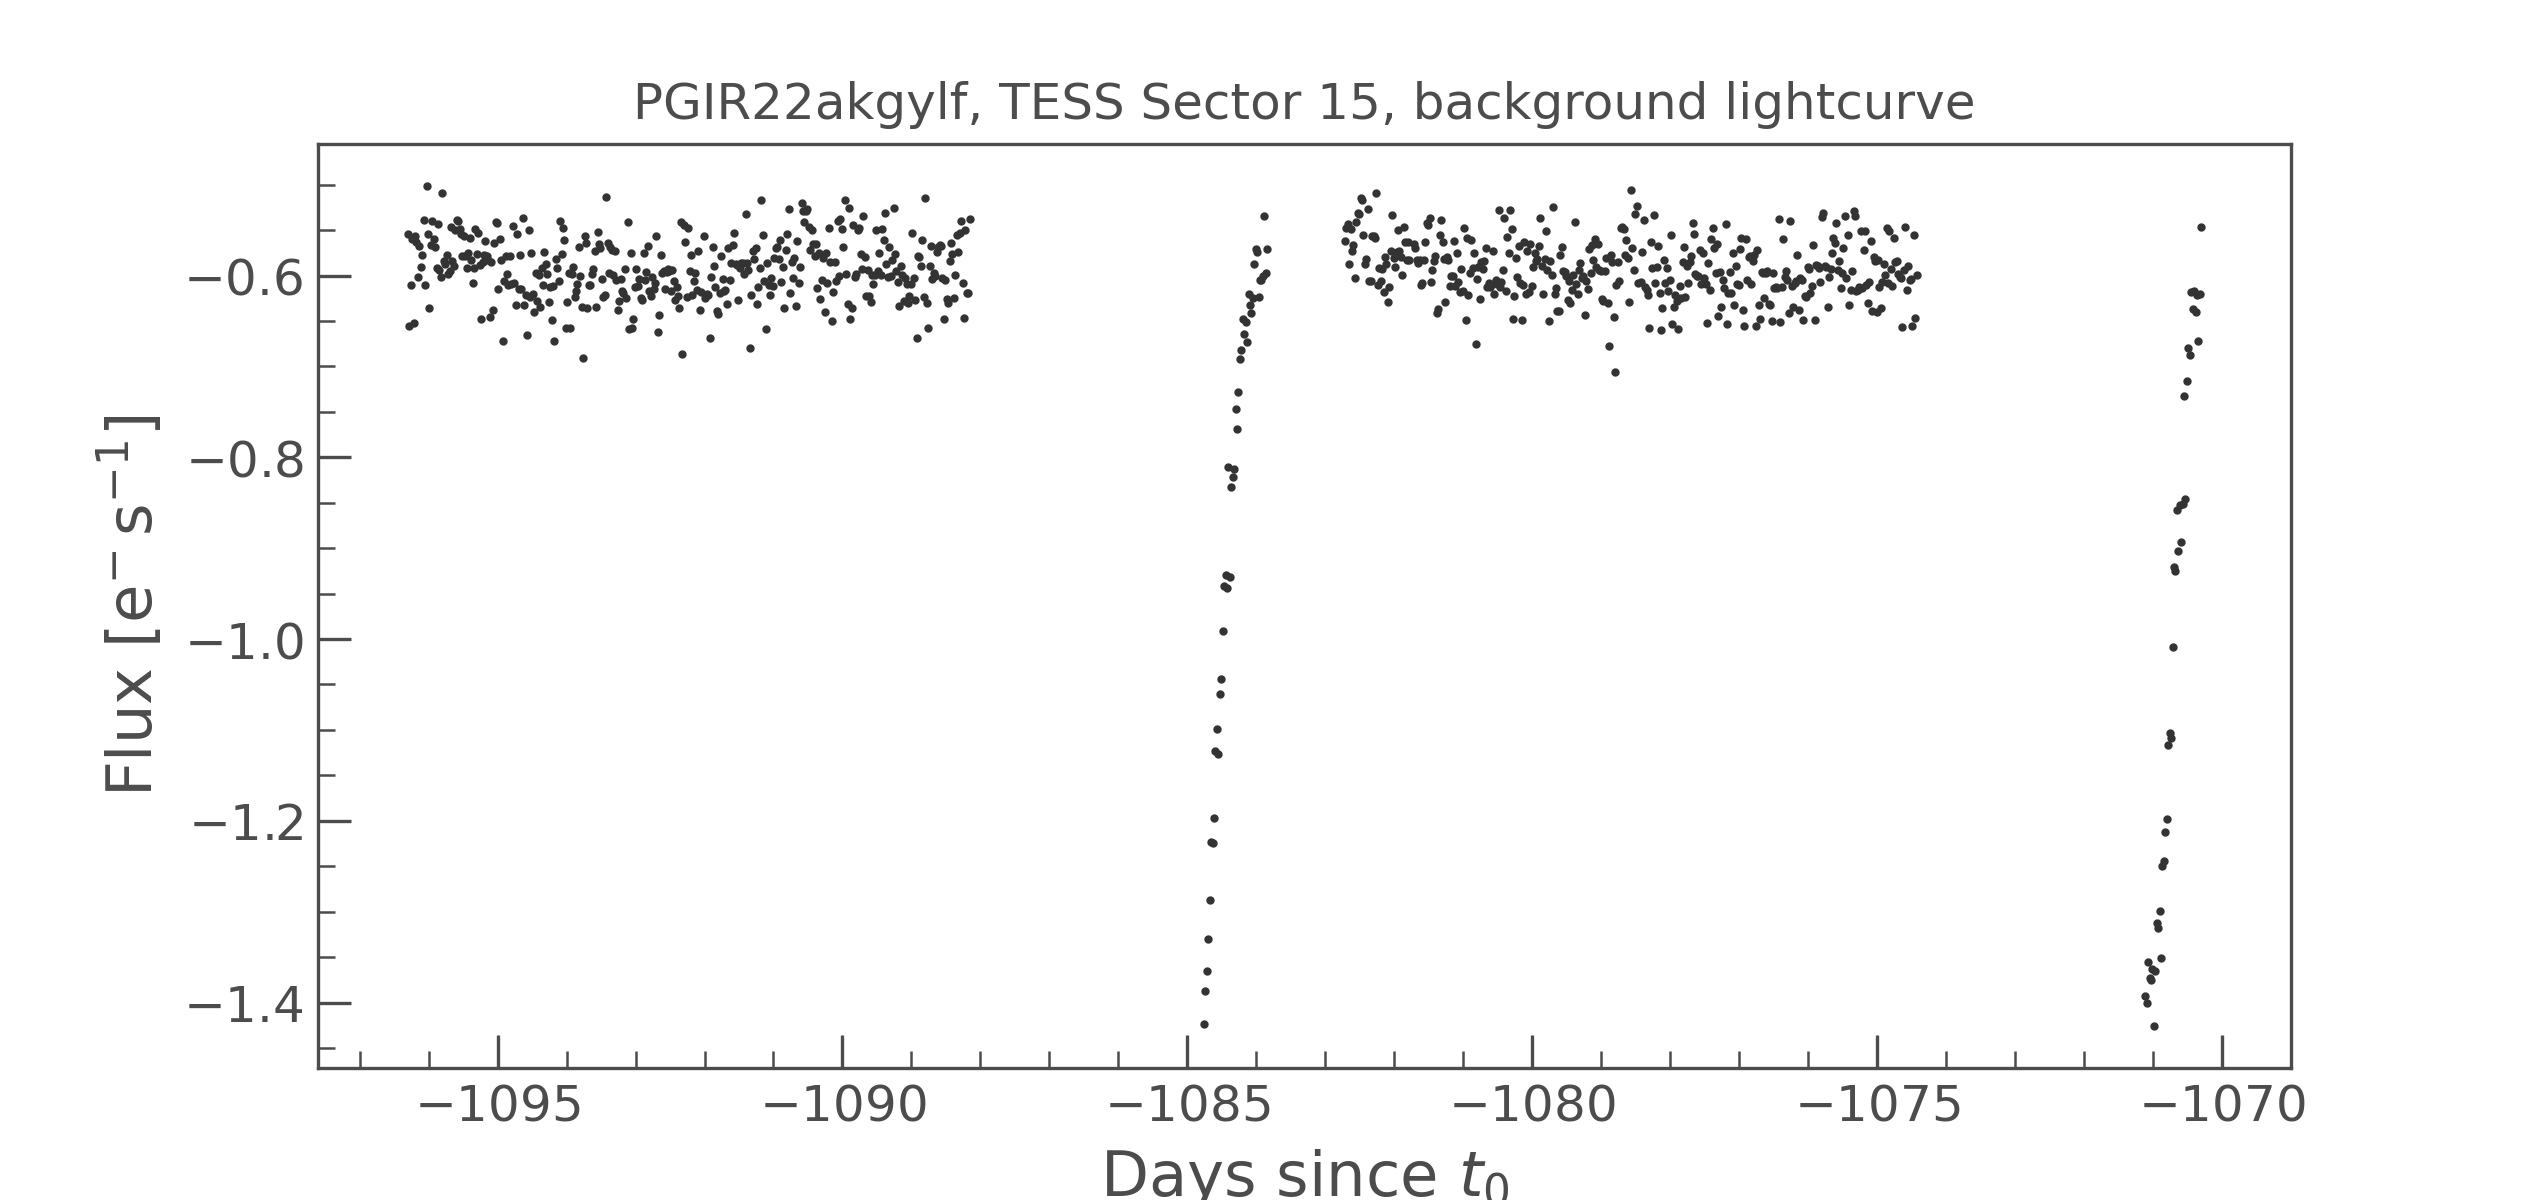 PGIR22akgylf, TESS Sector 15, background lightcurve
Flux [e⁻ s⁻¹]
−0.6
−0.8
−1.0
−1.2
−1.4
−1095 −1090 −1085 −1080 −1075 −1070
Days since t₀